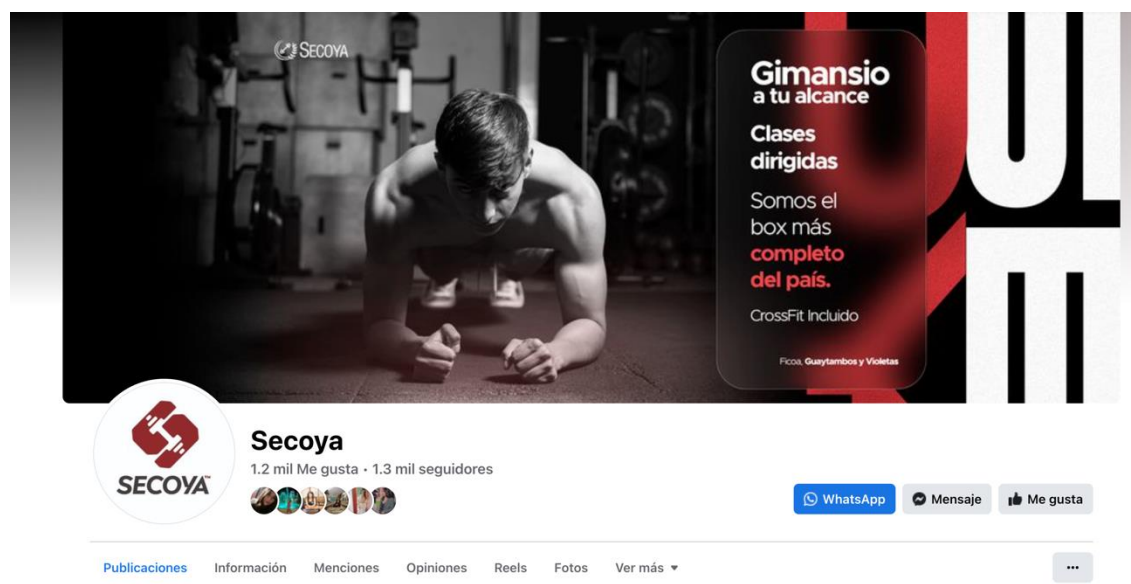 SECOYA
Gimansio
a tu alcance
Clases
dirigidas
Somos el
box más
completo
del país.
CrossFit Incluido
Ficoa, Guaytambos y Violetas
SECOYA™
Secoya
1.2 mil Me gusta • 1.3 mil seguidores
WhatsApp
Mensaje
Me gusta
Publicaciones
Información
Menciones
Opiniones
Reels
Fotos
Ver más